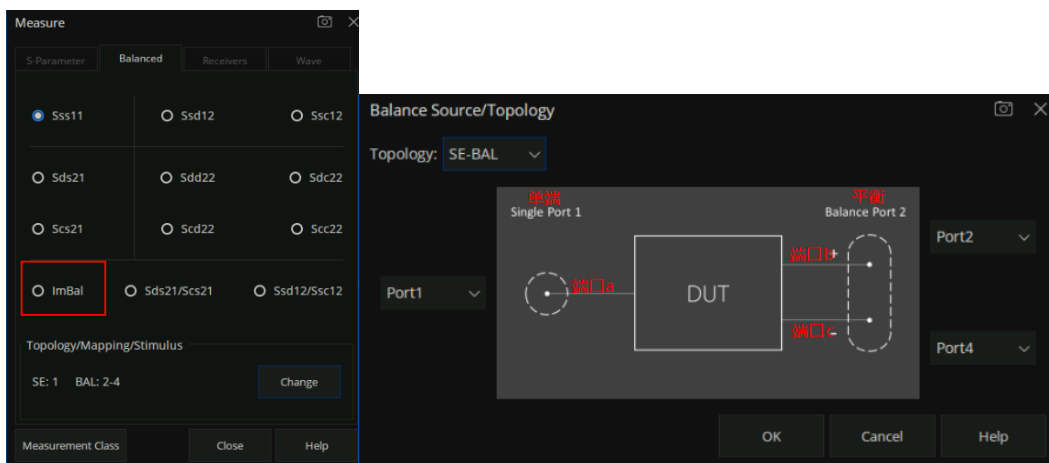 Measure
S-Parameter Balanced Receivers Wave
Sss11 Ssd12 Ssc12
Sds21 Sdd22 Sdc22
Scs21 Scd22 Scc22
ImBal Sds21/Scs21 Ssd12/Ssc12
Topology/Mapping/Stimulus
SE: 1 BAL: 2-4 Change
Measurement Class Close Help
Balance Source/Topology
Topology: SE-BAL
单端 平衡
Single Port 1 Balance Port 2
端口b + Port2
Port1 端口a DUT
端口c - Port4
OK Cancel Help